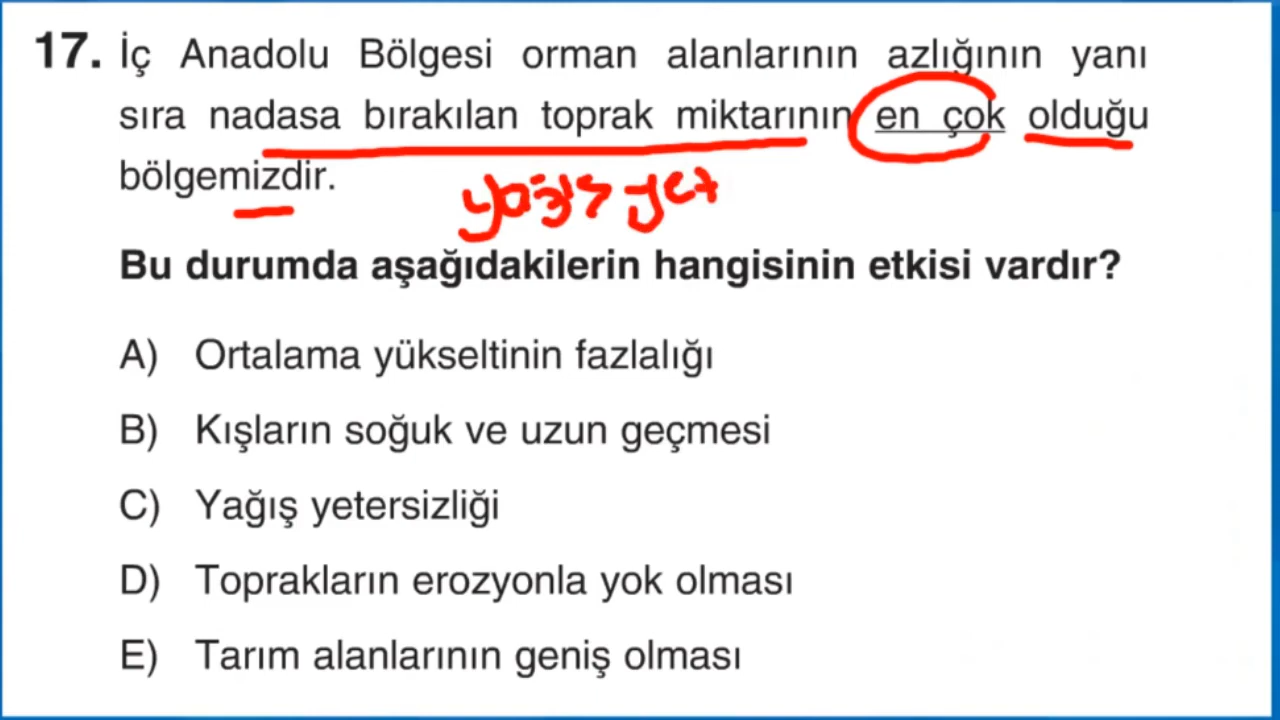 17. İç Anadolu Bölgesi orman alanlarının azlığının yanı
sıra nadasa bırakılan toprak miktarının en çok olduğu
bölgemizdir.
yağış yet
Bu durumda aşağıdakilerin hangisinin etkisi vardır?
A) Ortalama yükseltinin fazlalığı
B) Kışların soğuk ve uzun geçmesi
C) Yağış yetersizliği
D) Toprakların erozyonla yok olması
E) Tarım alanlarının geniş olması